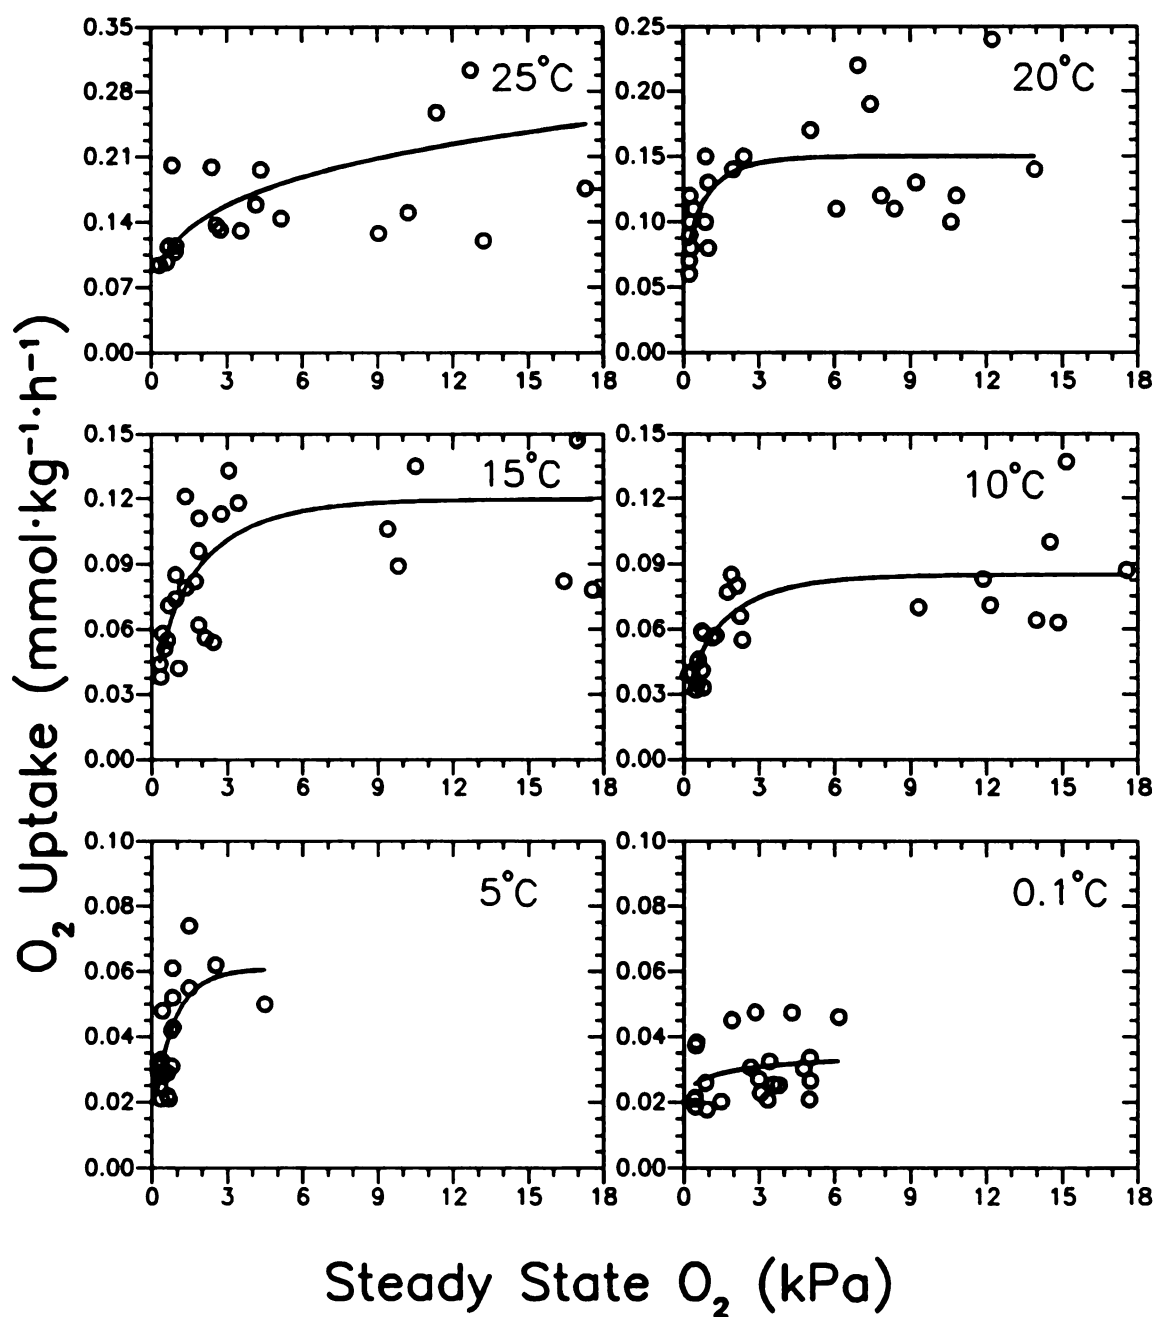 O₂ Uptake (mmol·kg⁻¹·h⁻¹)
25°C
0.35
0.28
0.21
0.14
0.07
0.00
0 3 6 9 12 15 18
20°C
0.25
0.20
0.15
0.10
0.05
0.00
0 3 6 9 12 15 18
15°C
0.15
0.12
0.09
0.06
0.03
0.00
0 3 6 9 12 15 18
10°C
0.15
0.12
0.09
0.06
0.03
0.00
0 3 6 9 12 15 18
5°C
0.10
0.08
0.06
0.04
0.02
0.00
0 3 6 9 12 15 18
0.1°C
0.10
0.08
0.06
0.04
0.02
0.00
0 3 6 9 12 15 18
Steady State O₂ (kPa)